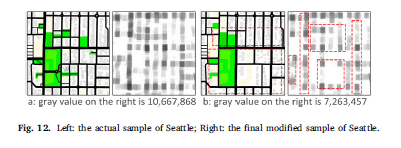 a: gray value on the right is 10,667,868 b: gray value on the right is 7,263,457
Fig. 12. Left: the actual sample of Seattle; Right: the final modified sample of Seattle.